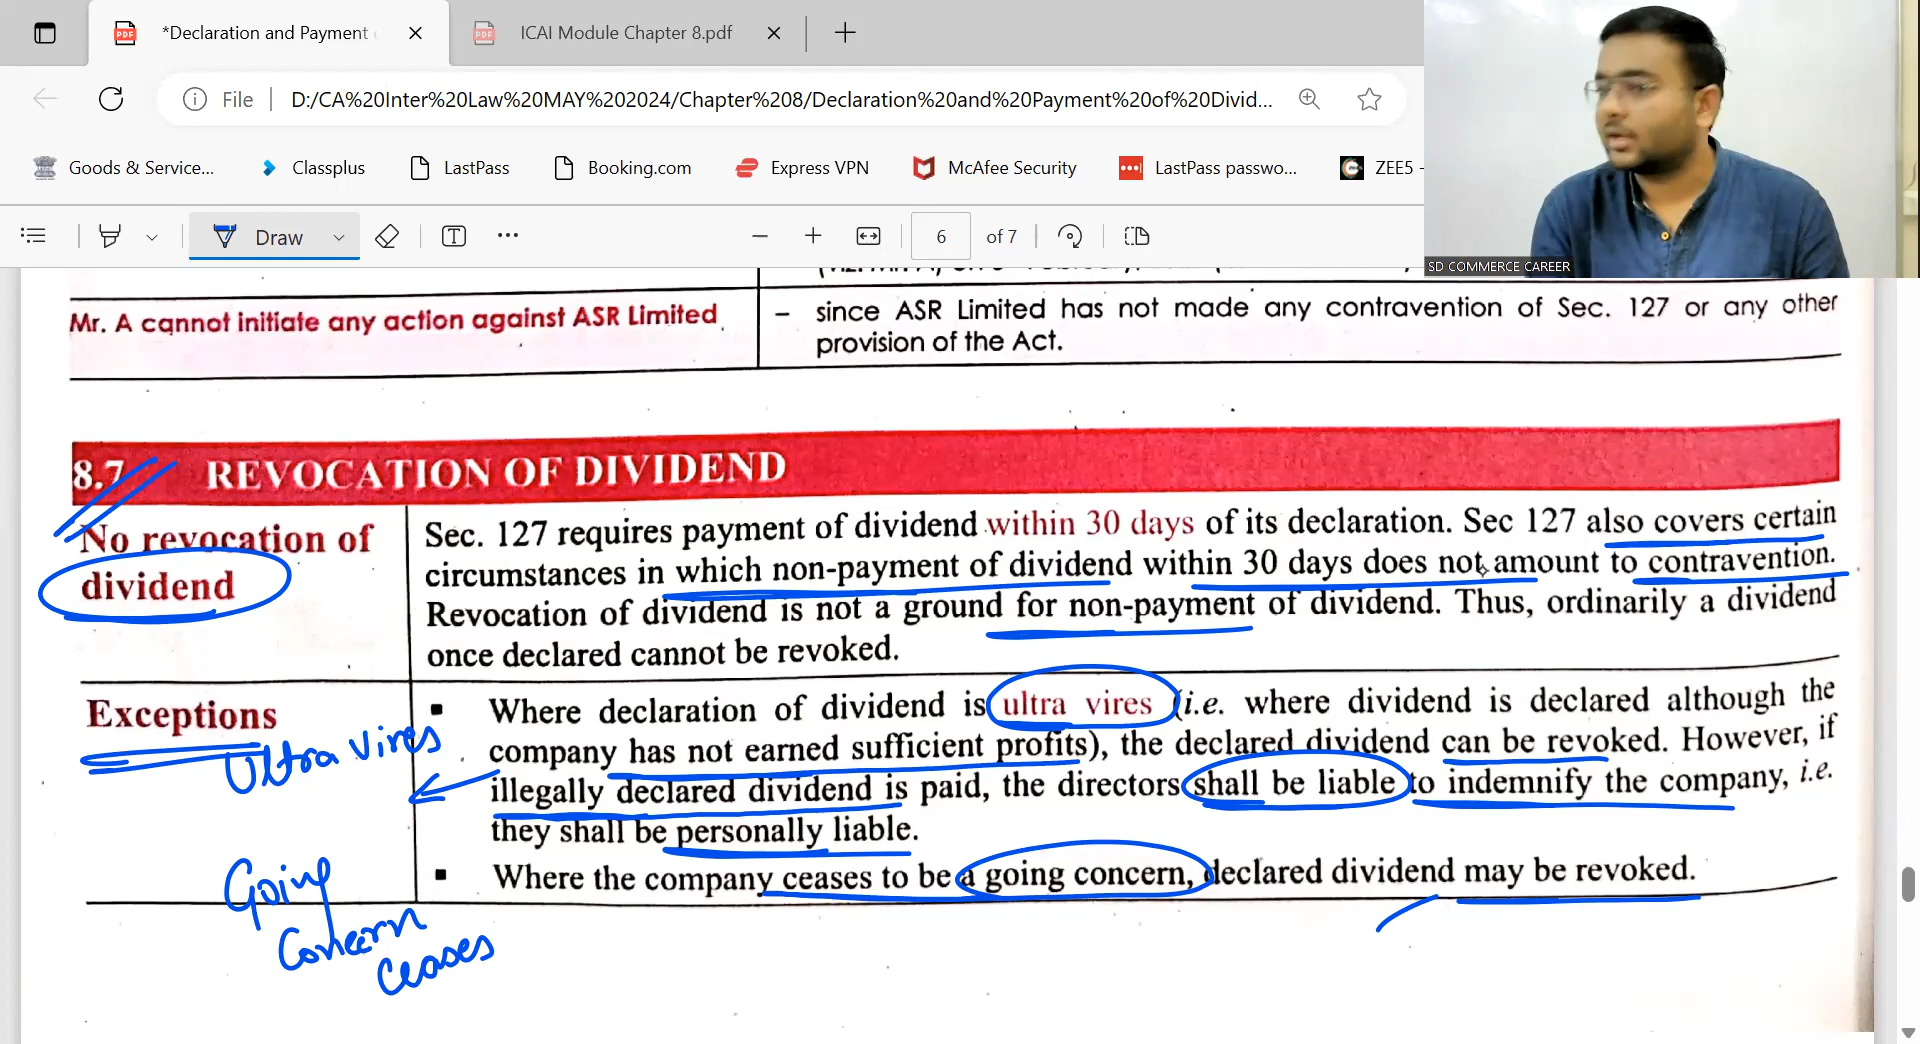 *Declaration and Payment
ICAI Module Chapter 8.pdf
File
D:/CA%20Inter%20Law%20MAY%202024/Chapter%208/Declaration%20and%20Payment%20of%20Divid...
Goods & Service...
Classplus
LastPass
Booking.com
Express VPN
McAfee Security
LastPass passwo...
ZEE5 -
Draw
6
of 7
SD COMMERCE CAREER
Mr. A cannot initiate any action against ASR Limited
– since ASR Limited has not made any contravention of Sec. 127 or any other
provision of the Act.
8.7 REVOCATION OF DIVIDEND
No revocation of
dividend
Sec. 127 requires payment of dividend within 30 days of its declaration. Sec 127 also covers certain
circumstances in which non-payment of dividend within 30 days does not amount to contravention.
Revocation of dividend is not a ground for non-payment of dividend. Thus, ordinarily a dividend
once declared cannot be revoked.
Exceptions
Ultra Vires
▪ Where declaration of dividend is ultra vires (i.e. where dividend is declared although the
company has not earned sufficient profits), the declared dividend can be revoked. However, if
illegally declared dividend is paid, the directors shall be liable to indemnify the company, i.e.
they shall be personally liable.
▪ Where the company ceases to be a going concern, declared dividend may be revoked.
Going
Concern
Ceases